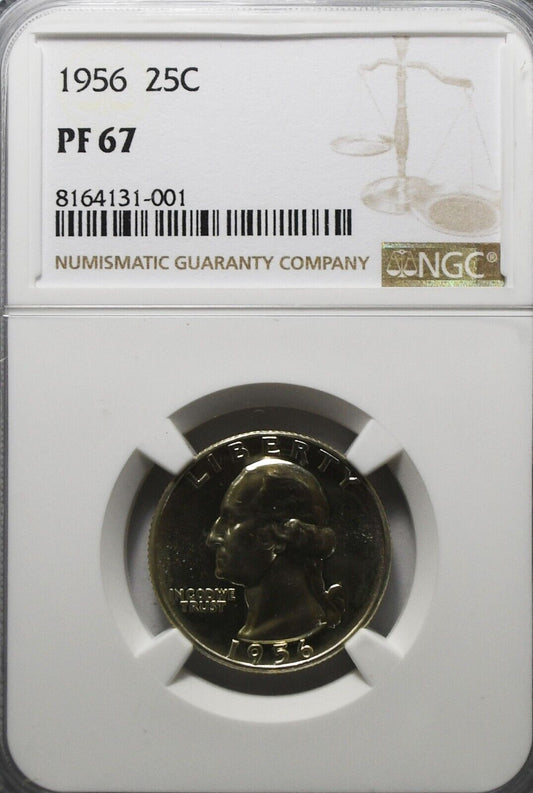 1956 25C
PF 67
8164131-001
NUMISMATIC GUARANTY COMPANY
NGC®
LIBERTY
IN GOD WE
TRUST
1956